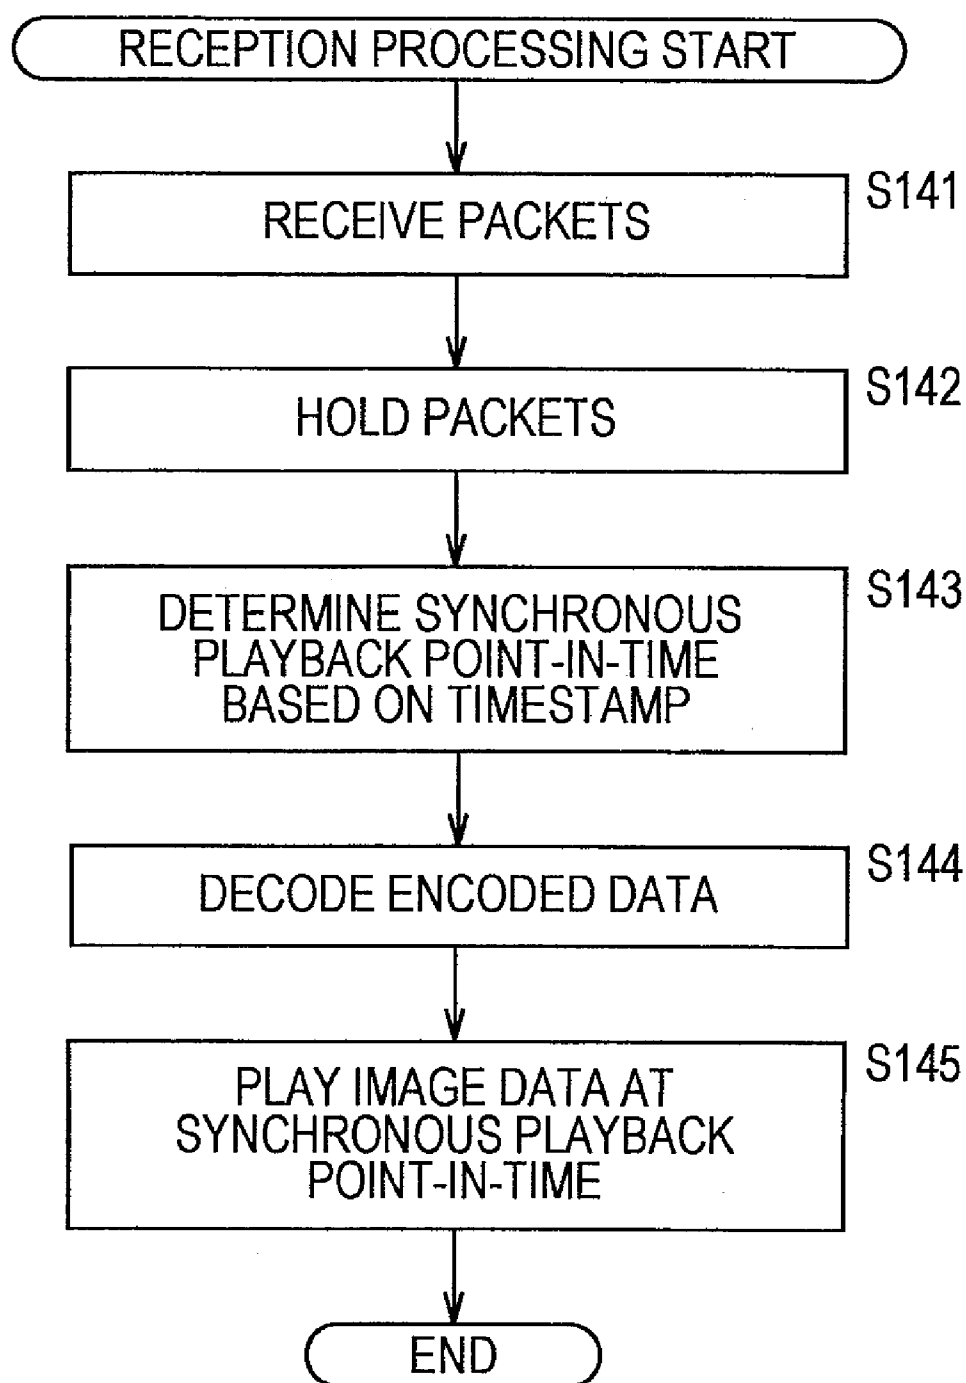 RECEPTION PROCESSING START
S141
RECEIVE PACKETS
S142
HOLD PACKETS
S143
DETERMINE SYNCHRONOUS
PLAYBACK POINT-IN-TIME
BASED ON TIMESTAMP
S144
DECODE ENCODED DATA
S145
PLAY IMAGE DATA AT
SYNCHRONOUS PLAYBACK
POINT-IN-TIME
END